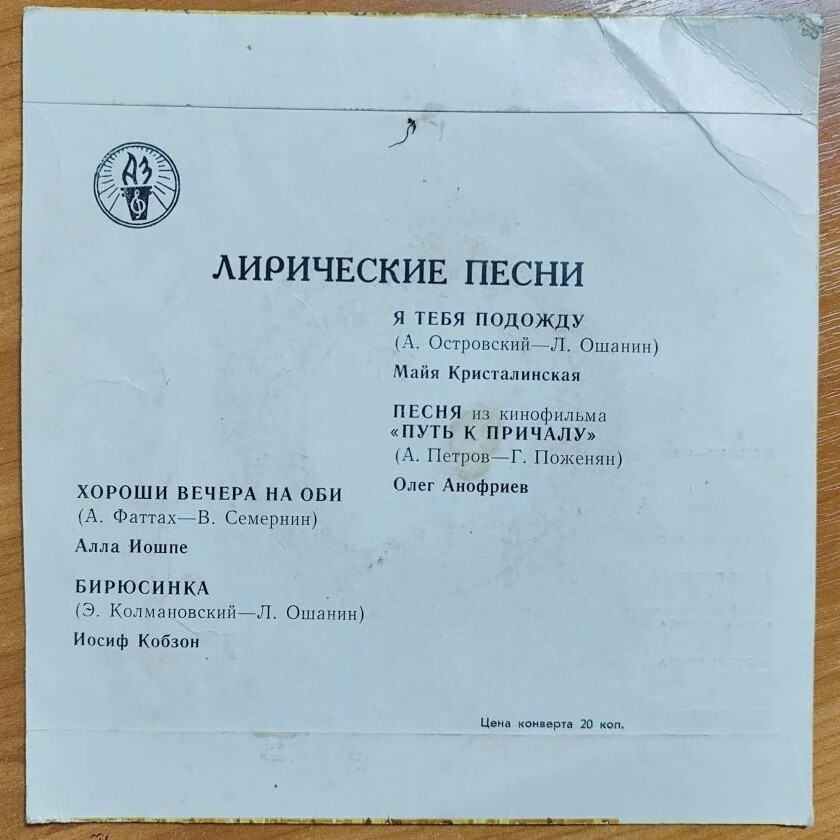 АЗ
ЛИРИЧЕСКИЕ ПЕСНИ
Я ТЕБЯ ПОДОЖДУ
(А. Островский—Л. Ошанин)
Майя Кристалинская
ПЕСНЯ из кинофильма
«ПУТЬ К ПРИЧАЛУ»
(А. Петров—Г. Поженян)
Олег Анофриев
ХОРОШИ ВЕЧЕРА НА ОБИ
(А. Фаттах—В. Семернин)
Алла Иошпе
БИРЮСИНКА
(Э. Колмановский—Л. Ошанин)
Иосиф Кобзон
Цена конверта 20 коп.